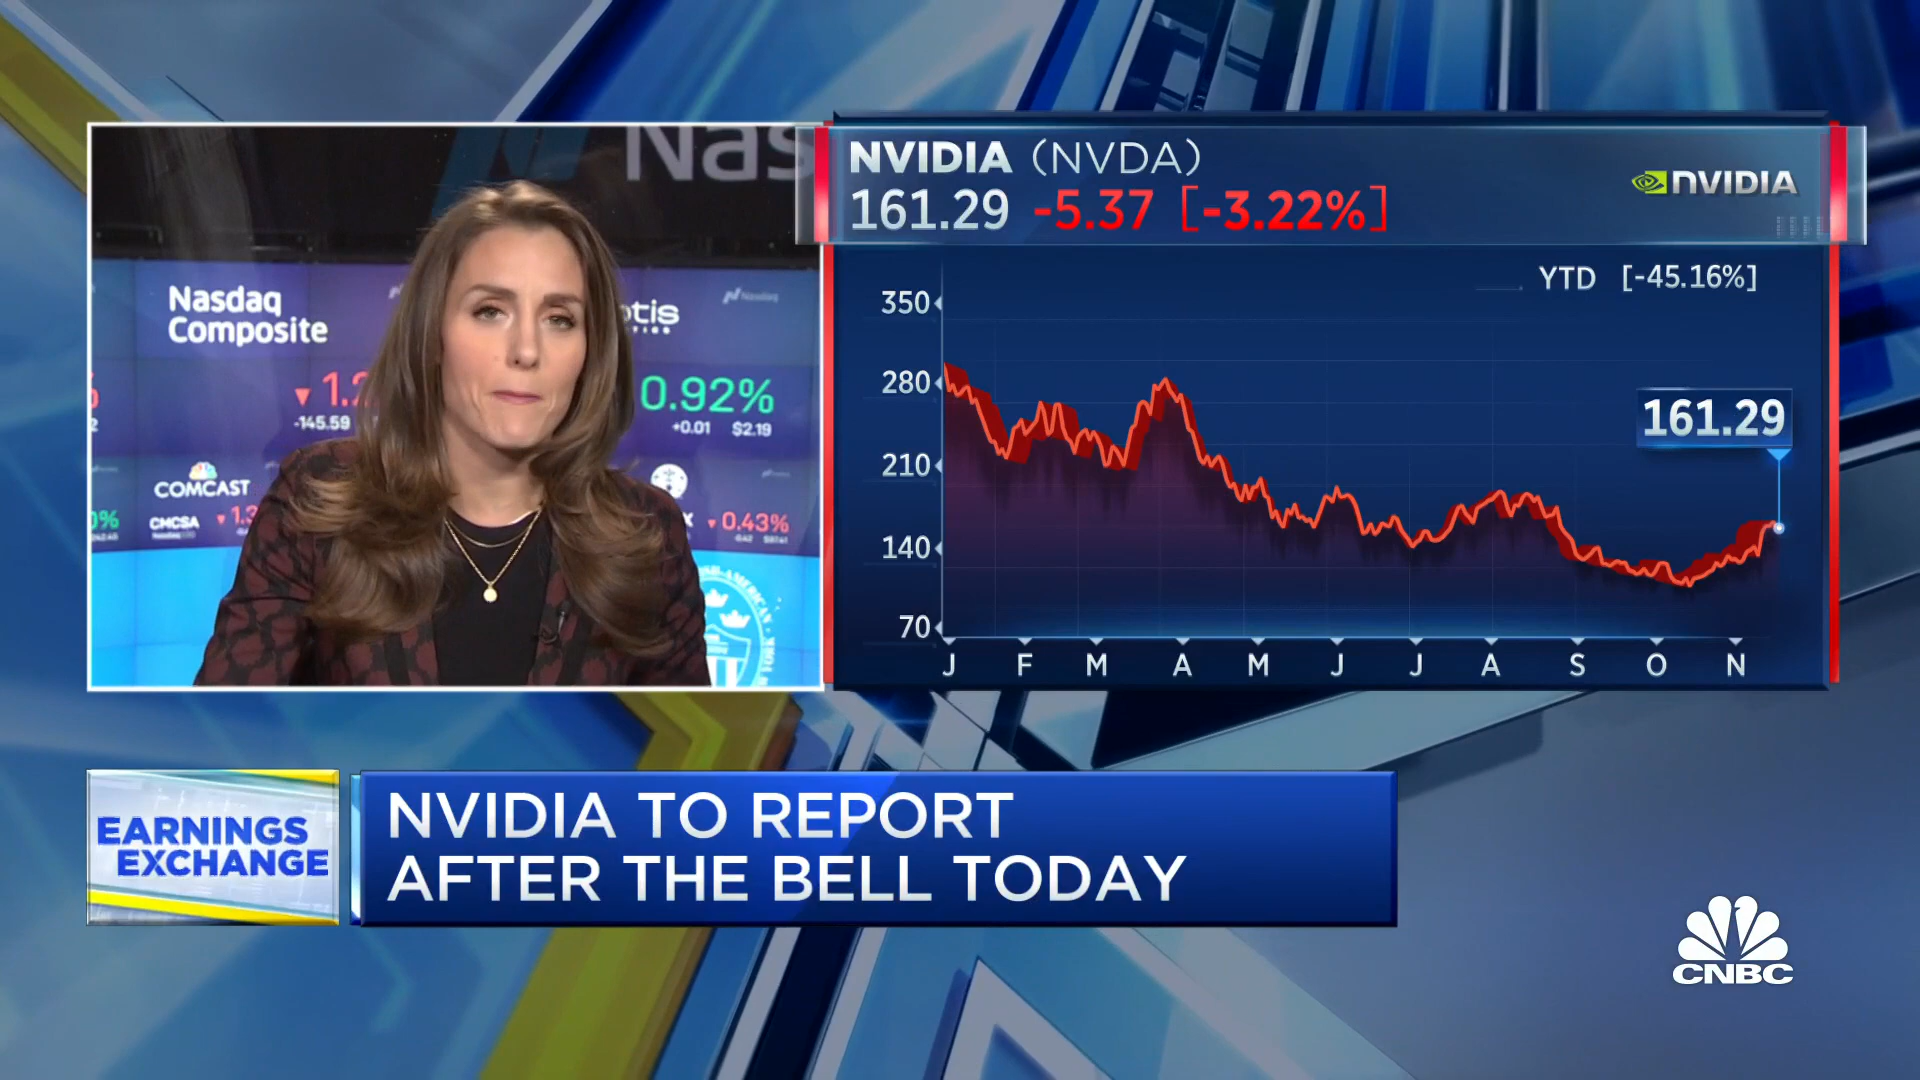 Nas
Nasdaq
Composite
-145.59
0.92%
+0.01 $2.19
COMCAST
CMCSA
0.43%
NVIDIA (NVDA)
161.29 -5.37 [-3.22%]
NVIDIA
YTD [-45.16%]
350
280
210
140
70
161.29
J F M A M J J A S O N
EARNINGS
EXCHANGE
NVIDIA TO REPORT
AFTER THE BELL TODAY
CNBC